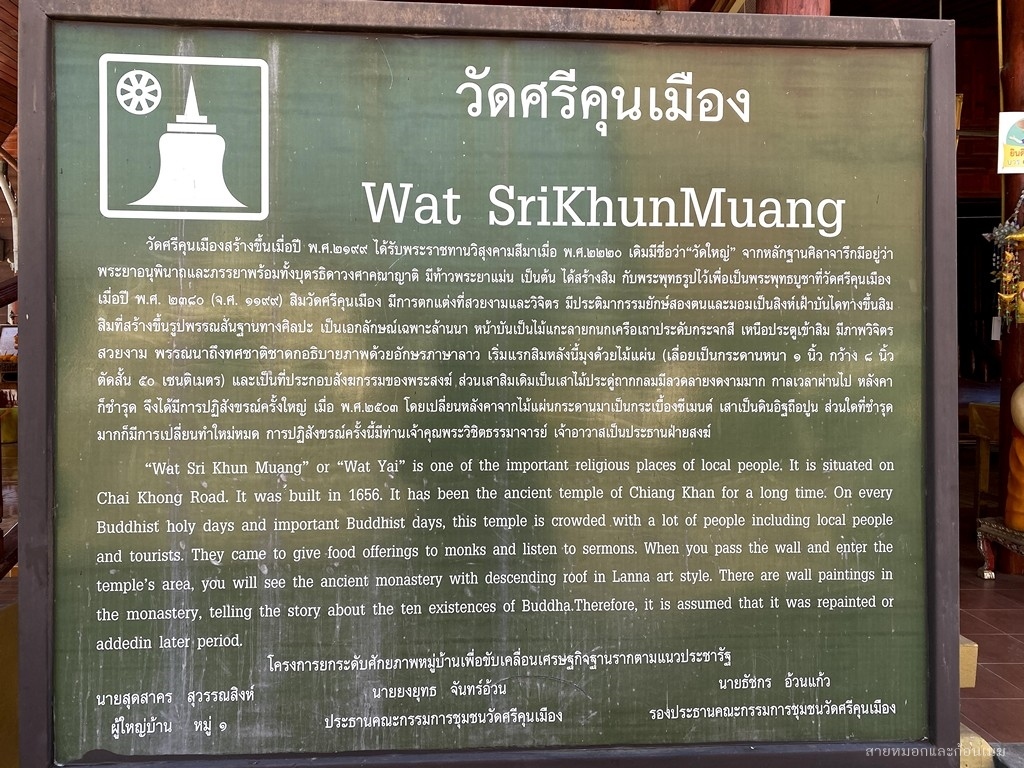 วัดศรีคุนเมือง
Wat SriKhunMuang
วัดศรีคุนเมืองสร้างขึ้นเมื่อปี พ.ศ.๒๑๙๙ ได้รับพระราชทานวิสุงคามสีมาเมื่อ พ.ศ.๒๒๒๐ เดิมมีชื่อว่า“วัดใหญ่” จากหลักฐานศิลาจารึกมีอยู่ว่า
พระยาอนุพินาฤและภรรยาพร้อมทั้งบุตรธิดาวงศาคณาญาติ มีท้าวพระยาแม่น เป็นต้น ได้สร้างสิม กับพระพุทธรูปไว้เพื่อเป็นพระพุทธบูชาที่วัดศรีคุนเมือง
เมื่อปี พ.ศ. ๒๓๘๐ (จ.ศ. ๑๑๙๙) สิมวัดศรีคุนเมือง มีการตกแต่งที่สวยงามและวิจิตร มีประติมากรรมยักษ์สองตนและมอมเป็นสิงห์เฝ้าบันไดทางขึ้นสิม
สิมที่สร้างขึ้นรูปพรรณสันฐานทางศิลปะ เป็นเอกลักษณ์เฉพาะล้านนา หน้าบันเป็นไม้แกะลายกนกเครือเถาประดับกระจกสี เหนือประตูเข้าสิม มีภาพวิจิตร
สวยงาม พรรณนาถึงทศชาติชาดกอธิบายภาพด้วยอักษรภาษาลาว เริ่มแรกสิมหลังนี้มุงด้วยไม้แผ่น (เลื่อยเป็นกระดานหนา ๑ นิ้ว กว้าง ๘ นิ้ว
ตัดสั้น ๕๐ เซนติเมตร) และเป็นที่ประกอบสังฆกรรมของพระสงฆ์ ส่วนเสาสิมเดิมเป็นเสาไม้ประดู่ถากกลมมีลวดลายงดงามมาก กาลเวลาผ่านไป หลังคา
ก็ชำรุด จึงได้มีการปฏิสังขรณ์ครั้งใหญ่ เมื่อ พ.ศ.๒๕๐๓ โดยเปลี่ยนหลังคาจากไม้แผ่นกระดานมาเป็นกระเบื้องซีเมนต์ เสาเป็นดินอิฐถือปูน ส่วนใดที่ชำรุด
มากก็มีการเปลี่ยนทำใหม่หมด การปฏิสังขรณ์ครั้งนี้มีท่านเจ้าคุณพระวิชิตธรรมาจารย์ เจ้าอาวาสเป็นประธานฝ่ายสงฆ์
“Wat Sri Khun Muang” or “Wat Yai” is one of the important religious places of local people. It is situated on
Chai Khong Road. It was built in 1656. It has been the ancient temple of Chiang Khan for a long time. On every
Buddhist holy days and important Buddhist days, this temple is crowded with a lot of people including local people
and tourists. They came to give food offerings to monks and listen to sermons. When you pass the wall and enter the
temple’s area, you will see the ancient monastery with descending roof in Lanna art style. There are wall paintings in
the monastery, telling the story about the ten existences of Buddha.Therefore, it is assumed that it was repainted or
addedin later period.
โครงการยกระดับศักยภาพหมู่บ้านเพื่อขับเคลื่อนเศรษฐกิจฐานรากตามแนวประชารัฐ
นายสุดสาคร สุวรรณสิงห์ นายยงยุทธ จันทร์อ้วน นายธัชกร อ้วนแก้ว
ผู้ใหญ่บ้าน หมู่ ๑ ประธานคณะกรรมการชุมชนวัดศรีคุนเมือง รองประธานคณะกรรมการชุมชนวัดศรีคุนเมือง
สายหมอกและก้อนเมฆ